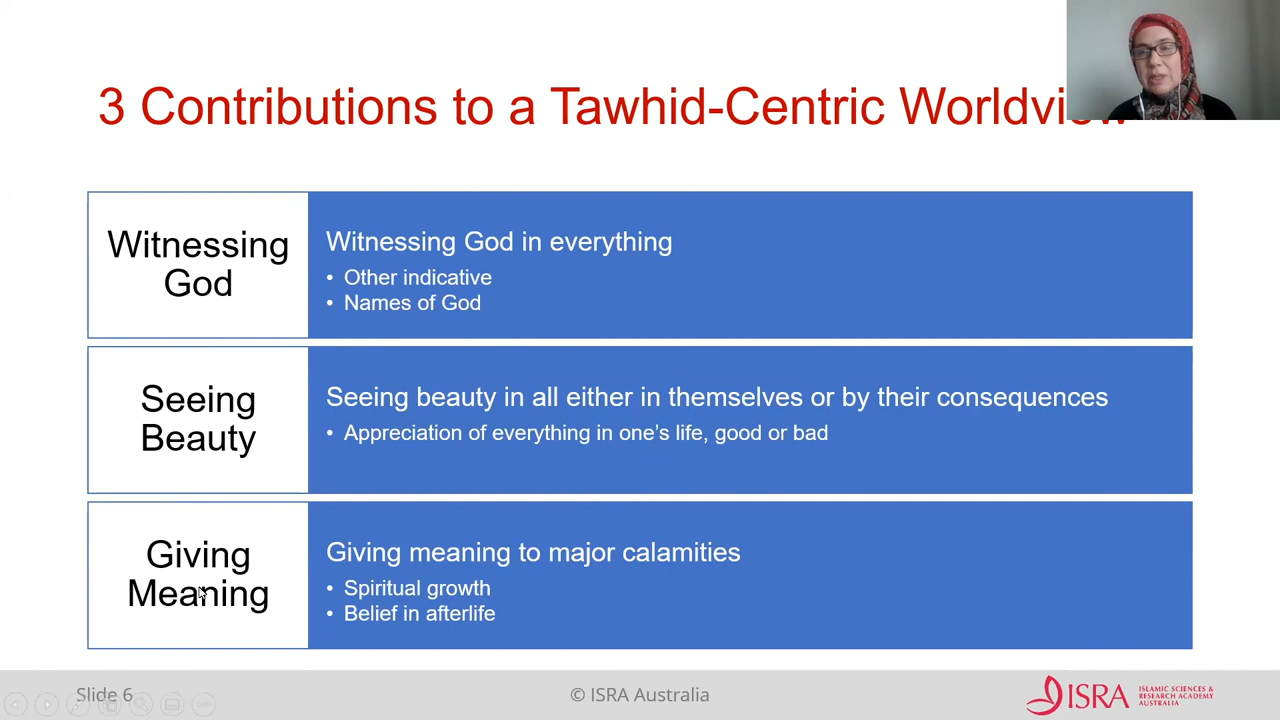 3 Contributions to a Tawhid-Centric Worldview
Witnessing
God
Witnessing God in everything
• Other indicative
• Names of God
Seeing
Beauty
Seeing beauty in all either in themselves or by their consequences
• Appreciation of everything in one's life, good or bad
Giving
Meaning
Giving meaning to major calamities
• Spiritual growth
• Belief in afterlife
Slide 6
© ISRA Australia
ISRA
ISLAMIC SCIENCES &
RESEARCH ACADEMY
AUSTRALIA